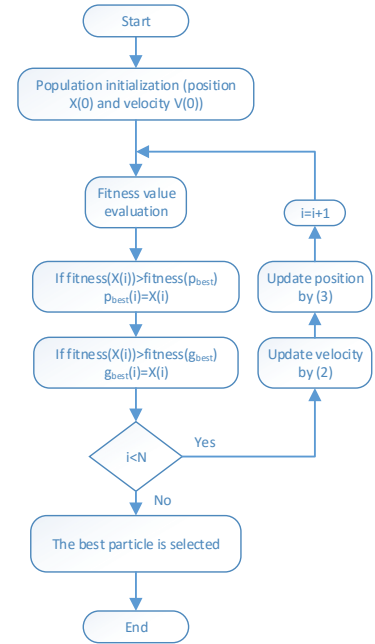 Start
Population initialization (position
X(0) and velocity V(0))
Fitness value
evaluation
i=i+1
If fitness(X(i))>fitness(pbest)
pbest(i)=X(i)
Update position
by (3)
If fitness(X(i))>fitness(gbest)
gbest(i)=X(i)
Update velocity
by (2)
i<N
Yes
No
The best particle is selected
End